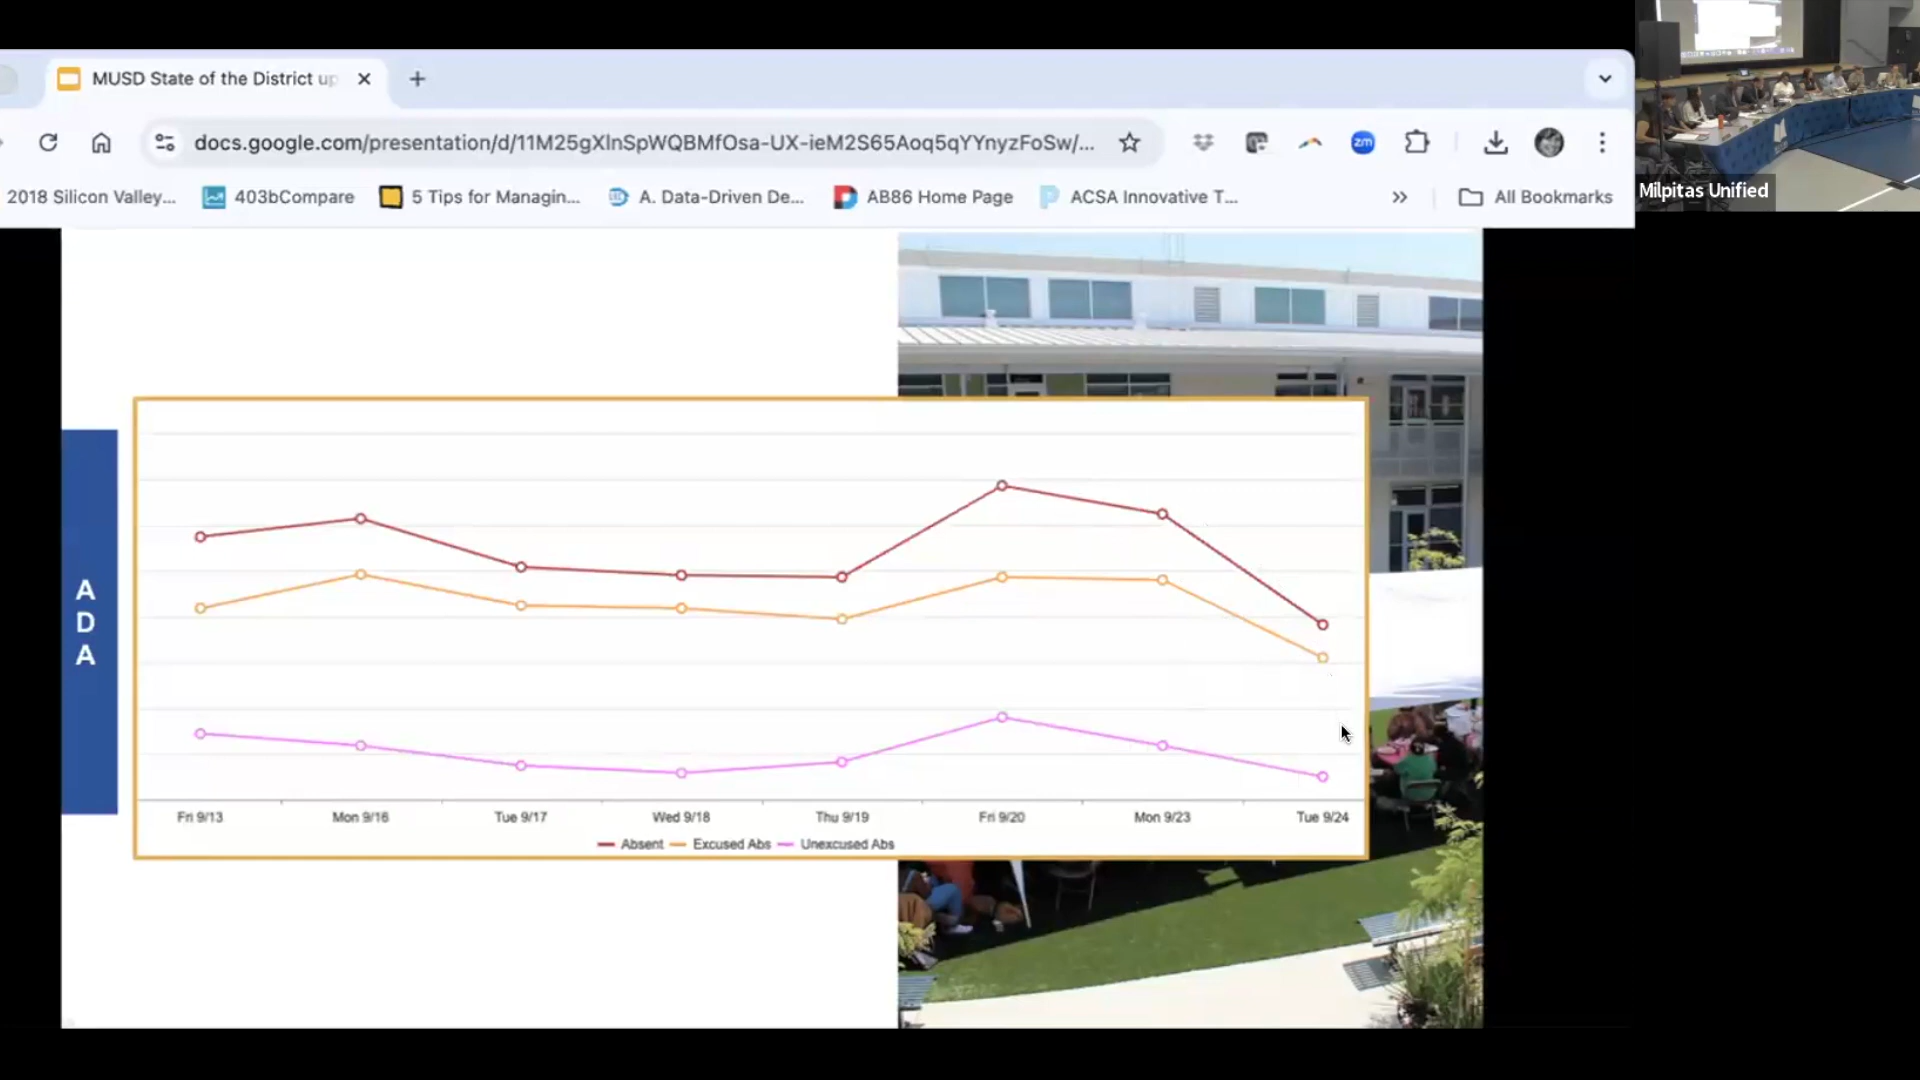 MUSD State of the District up
docs.google.com/presentation/d/11M25gXlnSpWQBMfOsa-UX-ieM2S65Aoq5qYYnyzFoSw/...
zm
2018 Silicon Valley...
403bCompare
5 Tips for Managin...
A. Data-Driven De...
AB86 Home Page
ACSA Innovative T...
All Bookmarks
Milpitas Unified
A
D
A
Fri 9/13
Mon 9/16
Tue 9/17
Wed 9/18
Thu 9/19
Fri 9/20
Mon 9/23
Tue 9/24
Absent
Excused Abs
Unexcused Abs